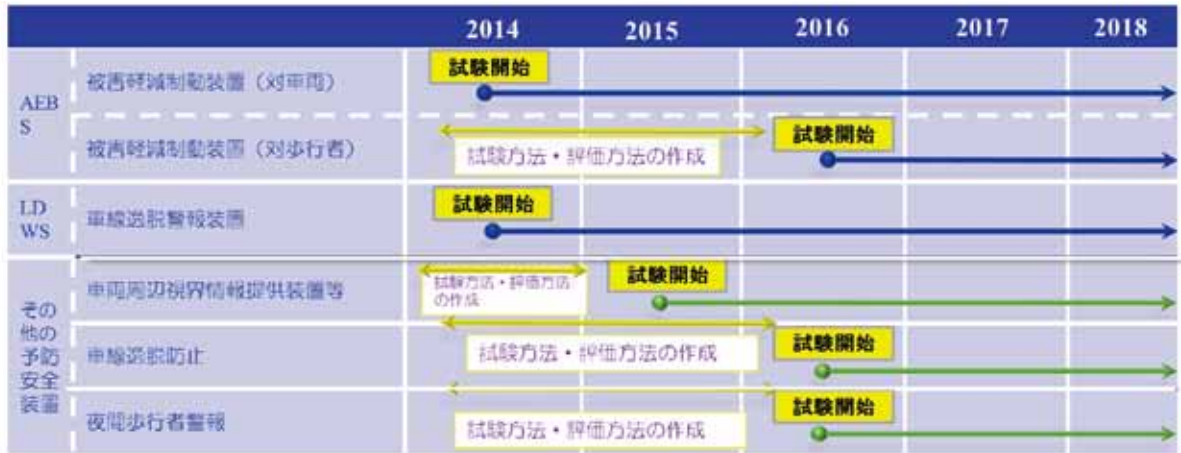 2014 2015 2016 2017 2018
試験開始
AEB
S
被害軽減制動装置（対車両）
試験開始
被害軽減制動装置（対歩行者）
試験方法・評価方法の作成
試験開始
LD
WS
車線逸脱警報装置
試験開始
車両周辺視界情報提供装置等
試験方法・評価方法
の作成
その
他の
予防
安全
装置
試験開始
車線逸脱防止
試験方法・評価方法の作成
試験開始
夜間歩行者警報
試験方法・評価方法の作成